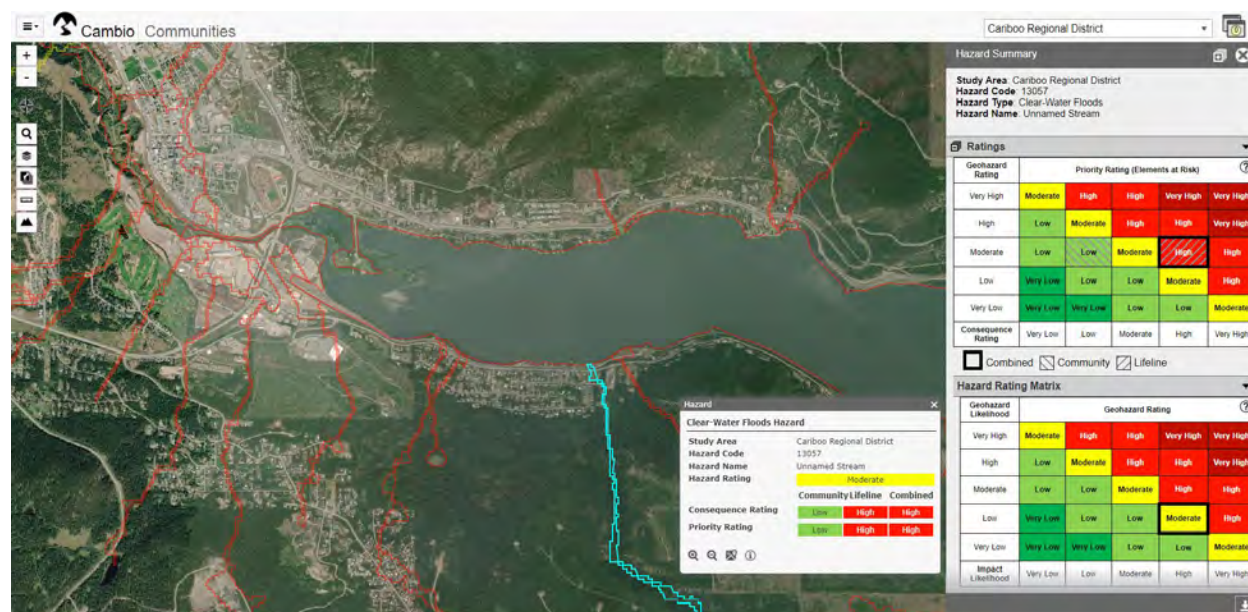 Cambio Communities
Cariboo Regional District
Hazard Summary
Study Area: Cariboo Regional District
Hazard Code: 13057
Hazard Type: Clear-Water Floods
Hazard Name: Unnamed Stream
Ratings
Geohazard Rating Priority Rating (Elements at Risk)
Very High Moderate High High Very High Very High
High Low Moderate High High Very High
Moderate Low Low Moderate High High
Low Very Low Low Low Moderate High
Very Low Very Low Very Low Low Low Moderate
Consequence Rating Very Low Low Moderate High Very High
Combined Community Lifeline
Hazard Rating Matrix
Geohazard Likelihood Geohazard Rating
Very High Moderate High High Very High Very High
High Low Moderate High High Very High
Moderate Low Low Moderate High High
Low Very Low Low Low Moderate High
Very Low Very Low Very Low Low Low Moderate
Impact Likelihood Very Low Low Moderate High Very High
Hazard
Clear-Water Floods Hazard
Study Area Cariboo Regional District
Hazard Code 13057
Hazard Name Unnamed Stream
Hazard Rating Moderate
Community Lifeline Combined
Consequence Rating Low High High
Priority Rating Low High High